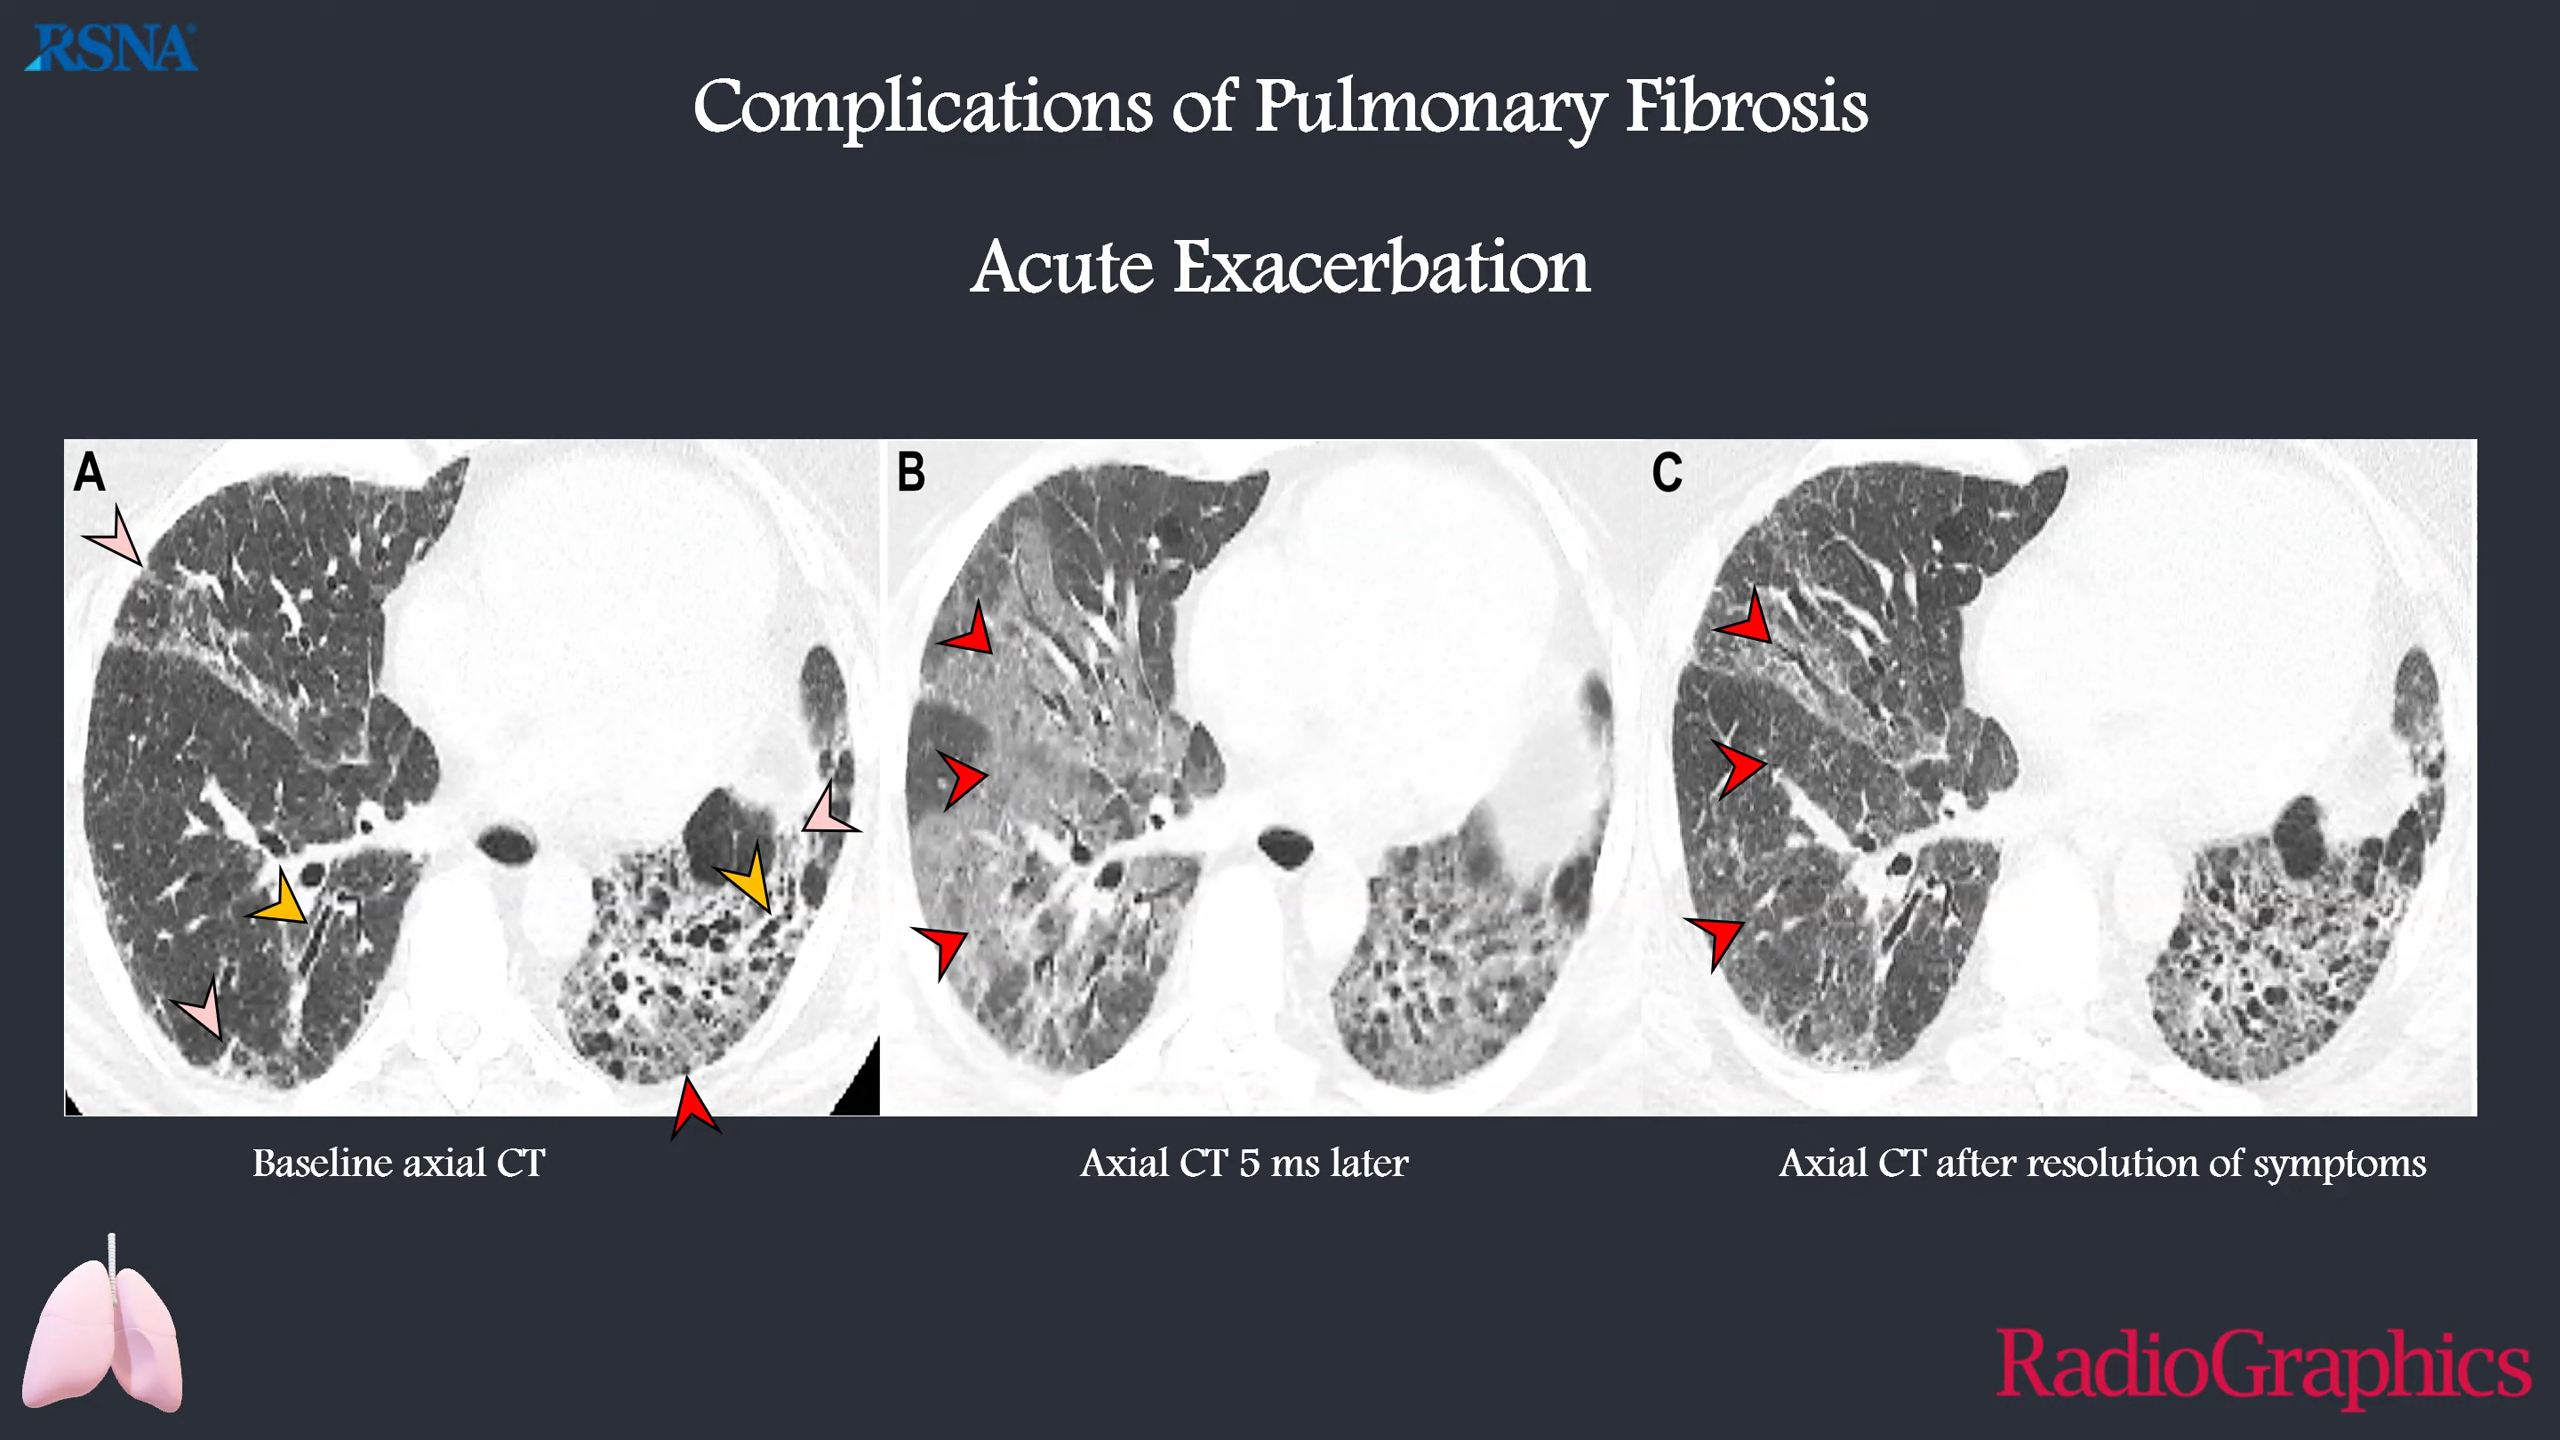 RSNA
Complications of Pulmonary Fibrosis
Acute Exacerbation
A
B
C
Baseline axial CT
Axial CT 5 ms later
Axial CT after resolution of symptoms
RadioGraphics